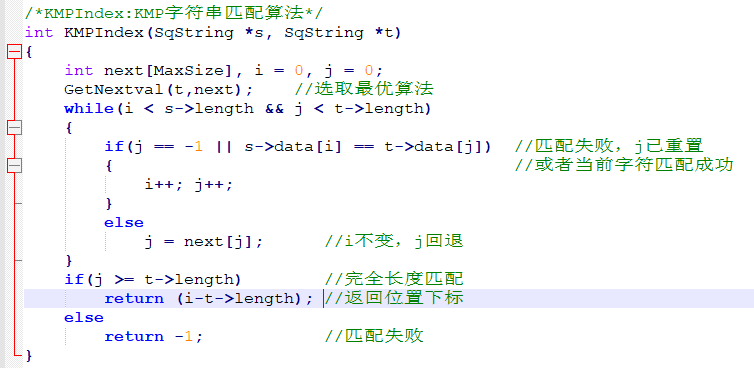 /*KMPIndex:KMP字符串匹配算法*/
int KMPIndex(SqString *s, SqString *t)
{
    int next[MaxSize], i = 0, j = 0;
    GetNextval(t,next);    //选取最优算法
    while(i < s->length && j < t->length)
    {
        if(j == -1 || s->data[i] == t->data[j])  //匹配失败，j已重置
        {                                        //或者当前字符匹配成功
            i++; j++;
        }
        else
            j = next[j];      //i不变，j回退
    }
    if(j >= t->length)        //完全长度匹配
        return (i-t->length); //返回位置下标
    else
        return -1;            //匹配失败
}